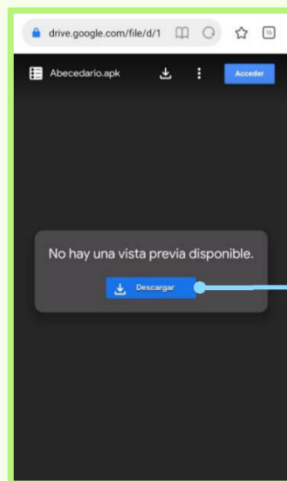 drive.google.com/file/d/1
Abecedario.apk
Acceder
No hay una vista previa disponible.
Descargar